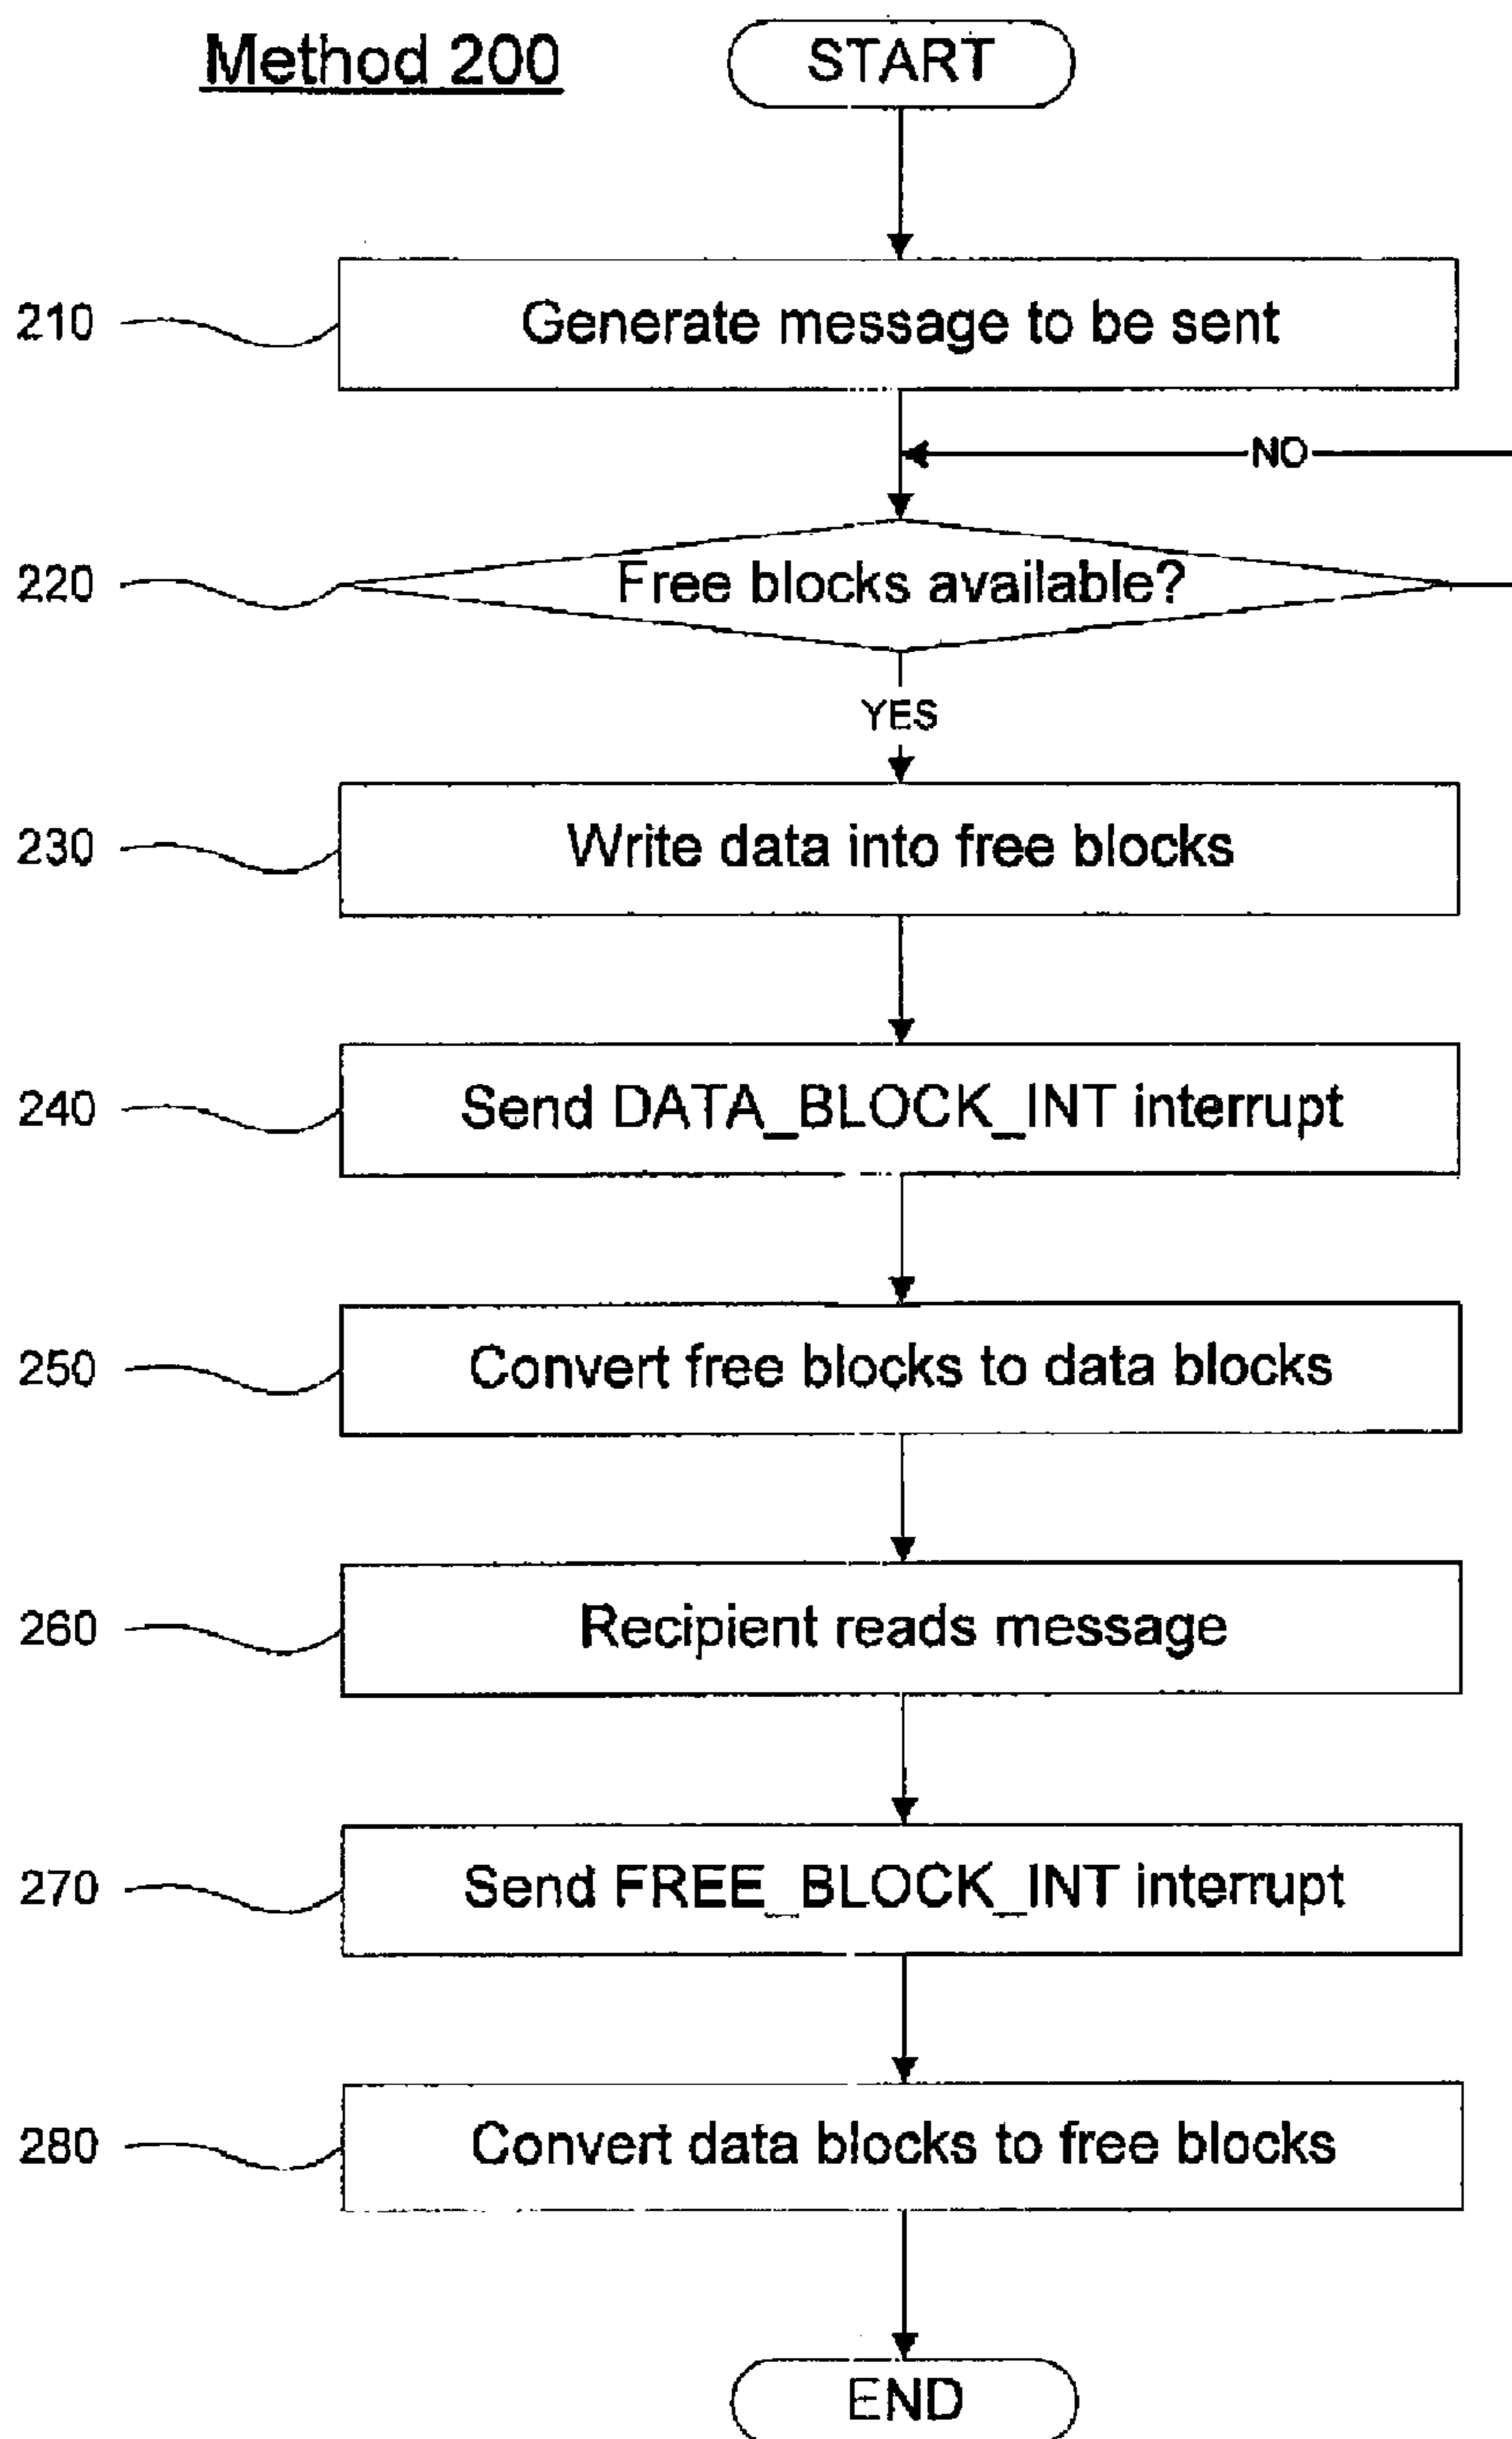 Method 200
START
210
Generate message to be sent
NO
220
Free blocks available?
YES
230
Write data into free blocks
240
Send DATA_BLOCK_INT interrupt
250
Convert free blocks to data blocks
260
Recipient reads message
270
Send FREE_BLOCK_INT interrupt
280
Convert data blocks to free blocks
END